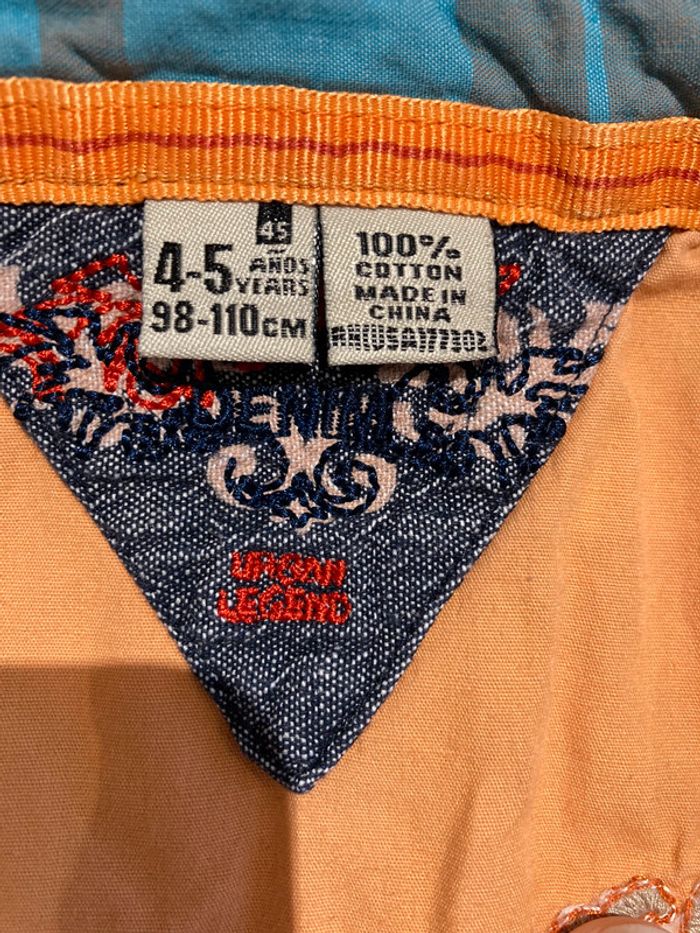 45
4-5
AÑOS
YEARS
98-110CM
100%
COTTON
MADE IN
CHINA
DENIM
URBAN
LEGEND